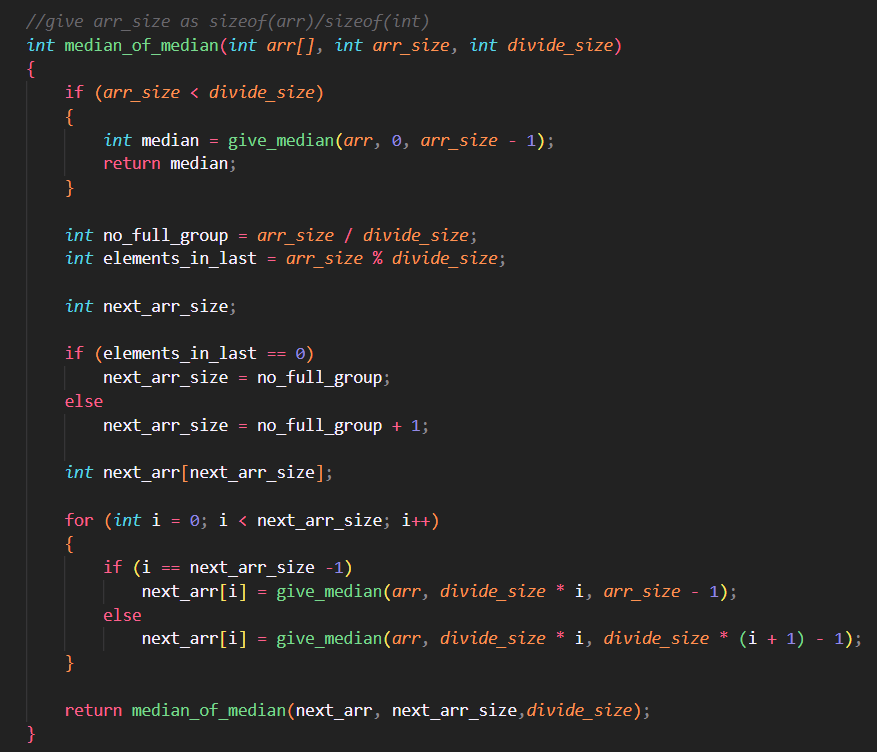 //give arr_size as sizeof(arr)/sizeof(int)
int median_of_median(int arr[], int arr_size, int divide_size)
{
    if (arr_size < divide_size)
    {
        int median = give_median(arr, 0, arr_size - 1);
        return median;
    }

    int no_full_group = arr_size / divide_size;
    int elements_in_last = arr_size % divide_size;

    int next_arr_size;

    if (elements_in_last == 0)
        next_arr_size = no_full_group;
    else
        next_arr_size = no_full_group + 1;

    int next_arr[next_arr_size];

    for (int i = 0; i < next_arr_size; i++)
    {
        if (i == next_arr_size -1)
            next_arr[i] = give_median(arr, divide_size * i, arr_size - 1);
        else
            next_arr[i] = give_median(arr, divide_size * i, divide_size * (i + 1) - 1);
    }

    return median_of_median(next_arr, next_arr_size,divide_size);
}